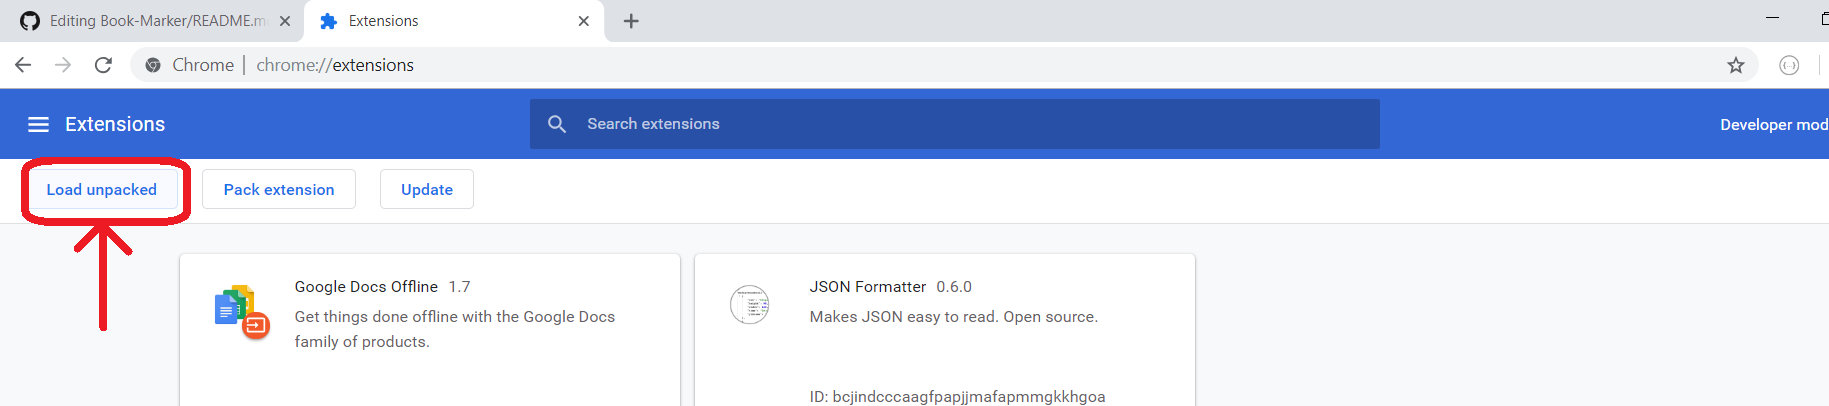 Editing Book-Marker/README.m
Extensions
Chrome
chrome://extensions
Extensions
Search extensions
Developer mod
Load unpacked
Pack extension
Update
Google Docs Offline 1.7
Get things done offline with the Google Docs
family of products.
JSON Formatter 0.6.0
Makes JSON easy to read. Open source.
ID: bcjindcccaagfpapjjmafapmmgkkhgoa